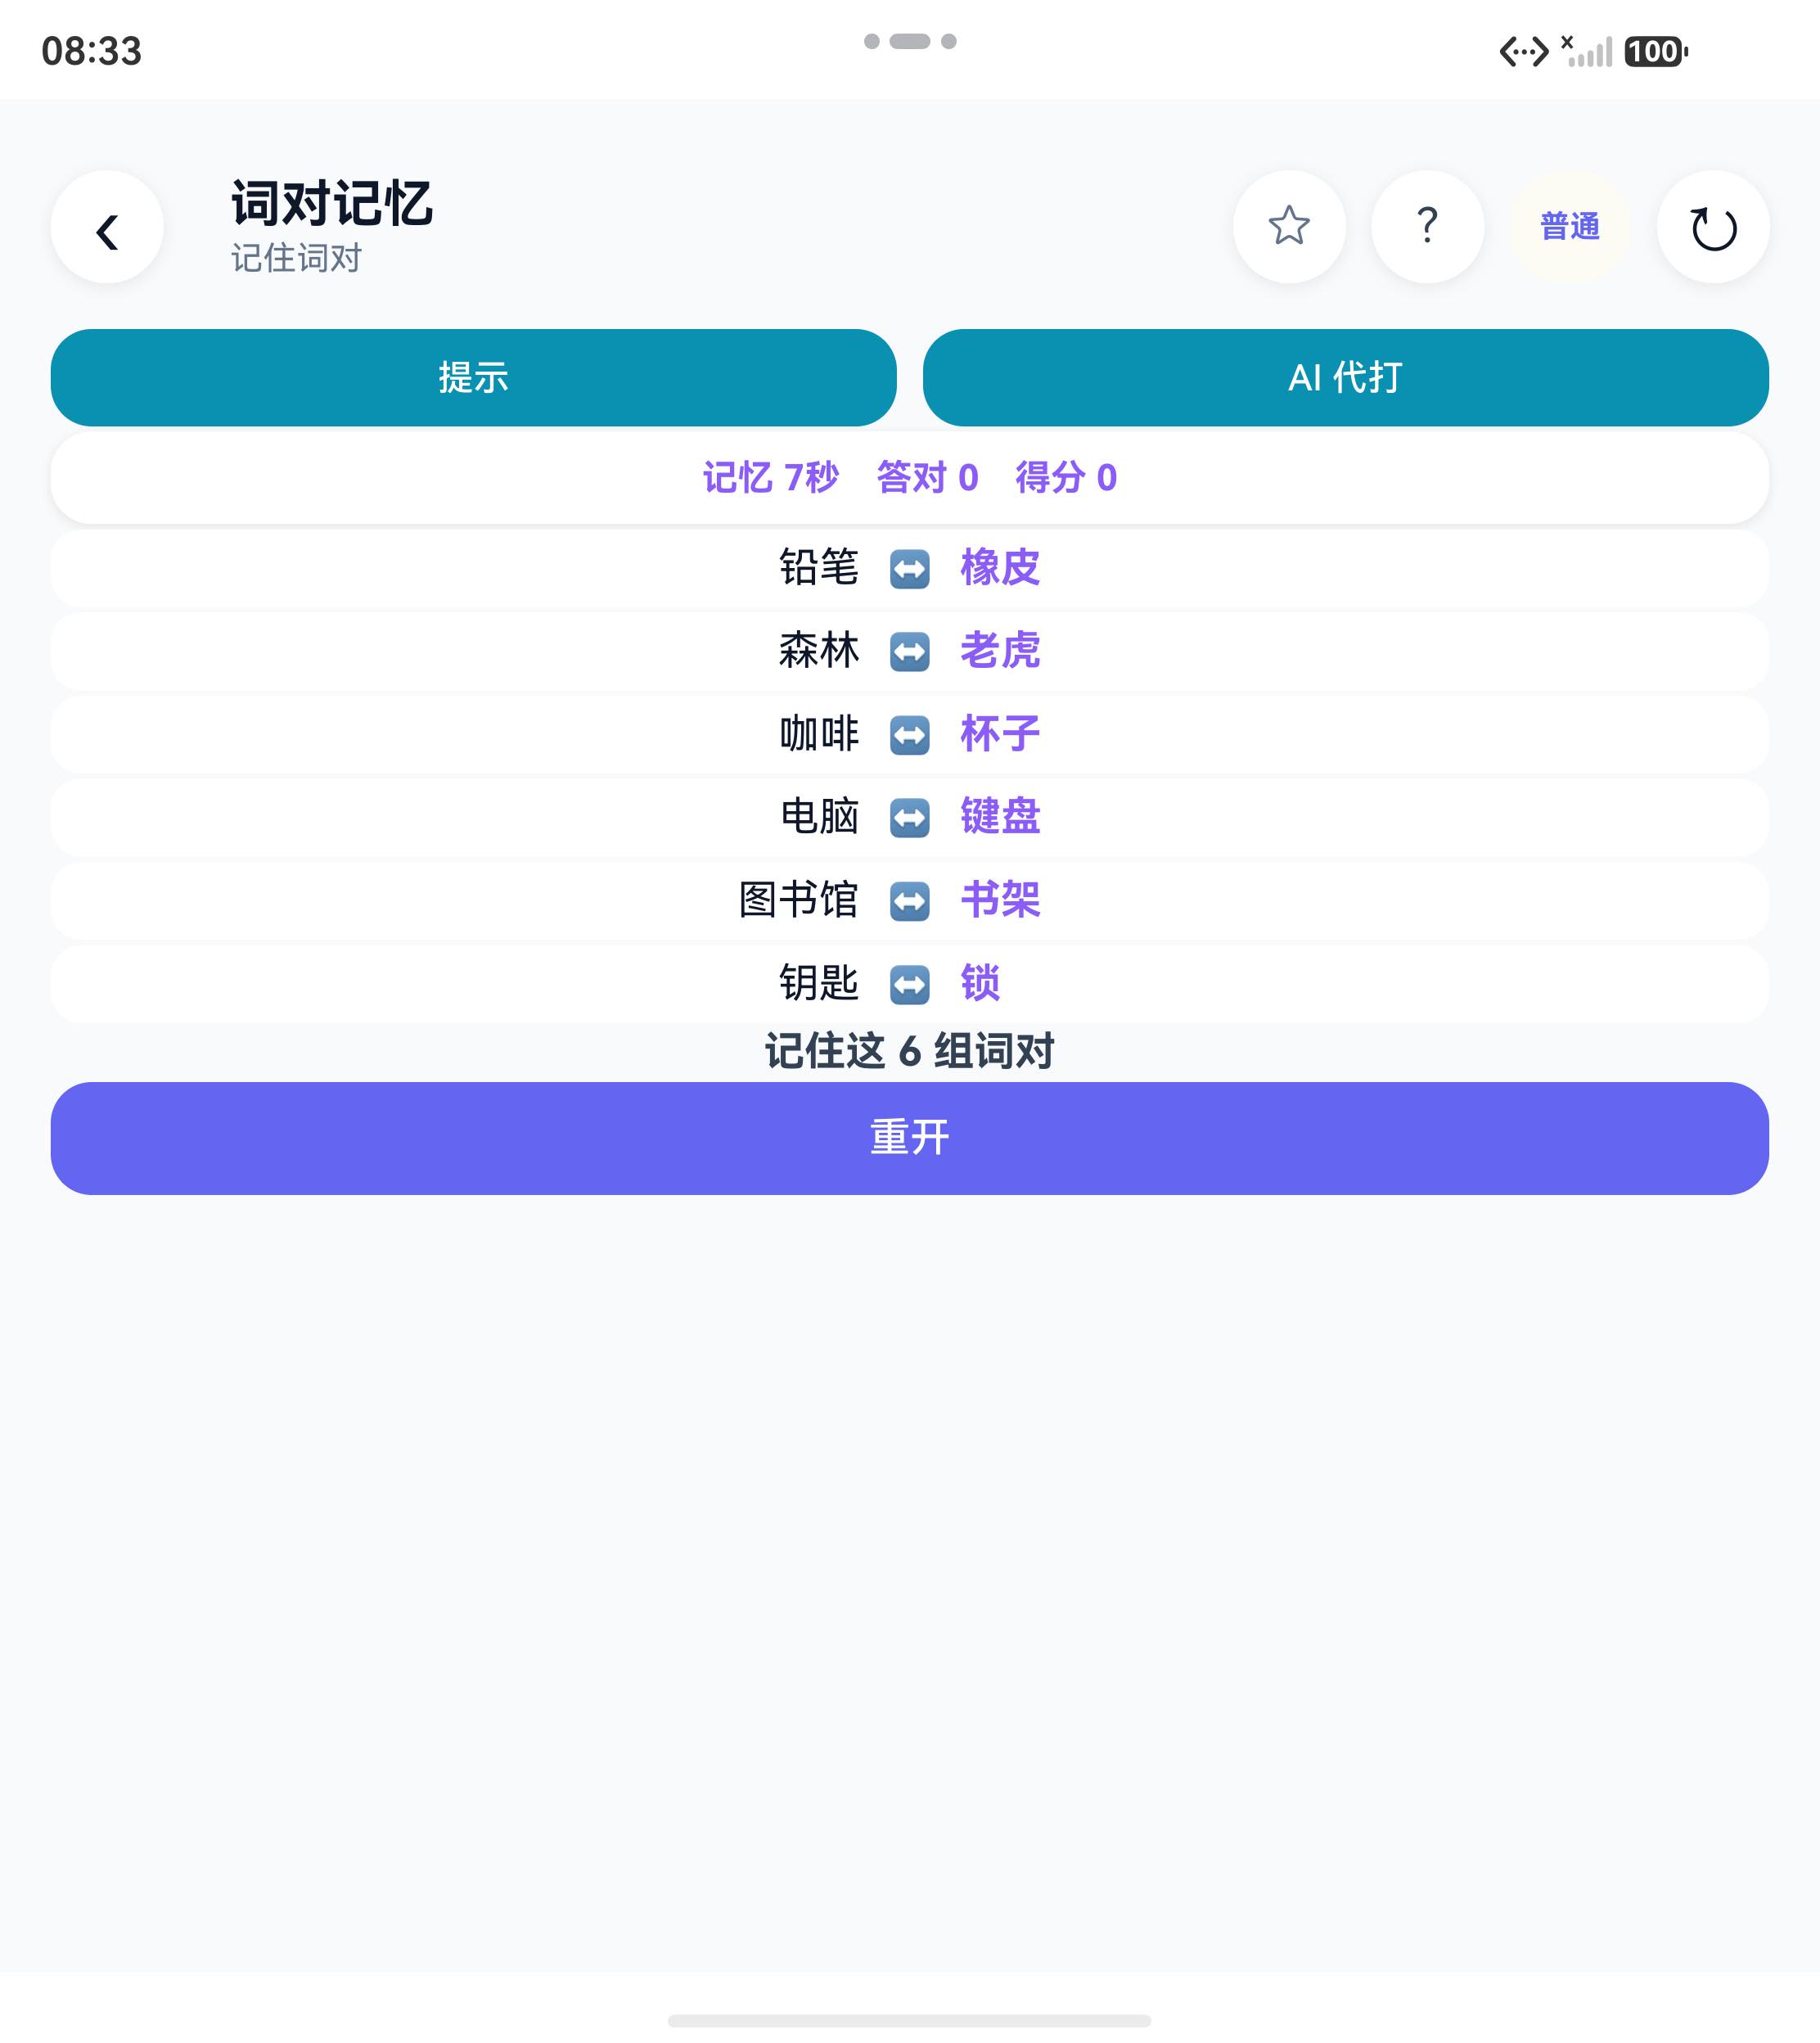 08:33
100
词对记忆
记住词对
?
普通
提示
AI 代打
记忆 7秒 答对 0 得分 0
铅笔 ↔️ 橡皮
森林 ↔️ 老虎
咖啡 ↔️ 杯子
电脑 ↔️ 键盘
图书馆 ↔️ 书架
钥匙 ↔️ 锁
记住这 6 组词对
重开